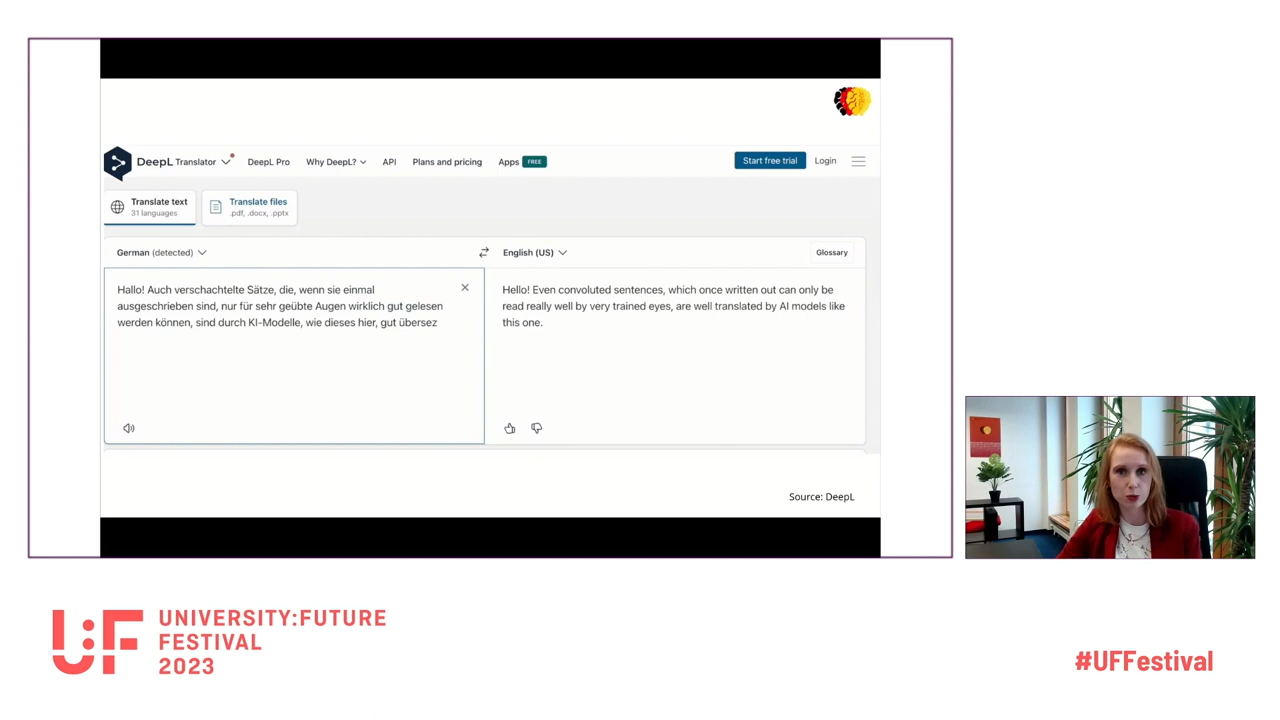 DeepL Translator
DeepL Pro
Why DeepL?
API
Plans and pricing
Apps FREE
Start free trial
Login
Translate text
31 languages
Translate files
.pdf, .docx, .pptx
German (detected)
English (US)
Glossary
Hallo! Auch verschachtelte Sätze, die, wenn sie einmal
ausgeschrieben sind, nur für sehr geübte Augen wirklich gut gelesen
werden können, sind durch KI-Modelle, wie dieses hier, gut übersez
Hello! Even convoluted sentences, which once written out can only be
read really well by very trained eyes, are well translated by AI models like
this one.
Source: DeepL
U:F
UNIVERSITY:FUTURE
FESTIVAL
2023
#UFFestival